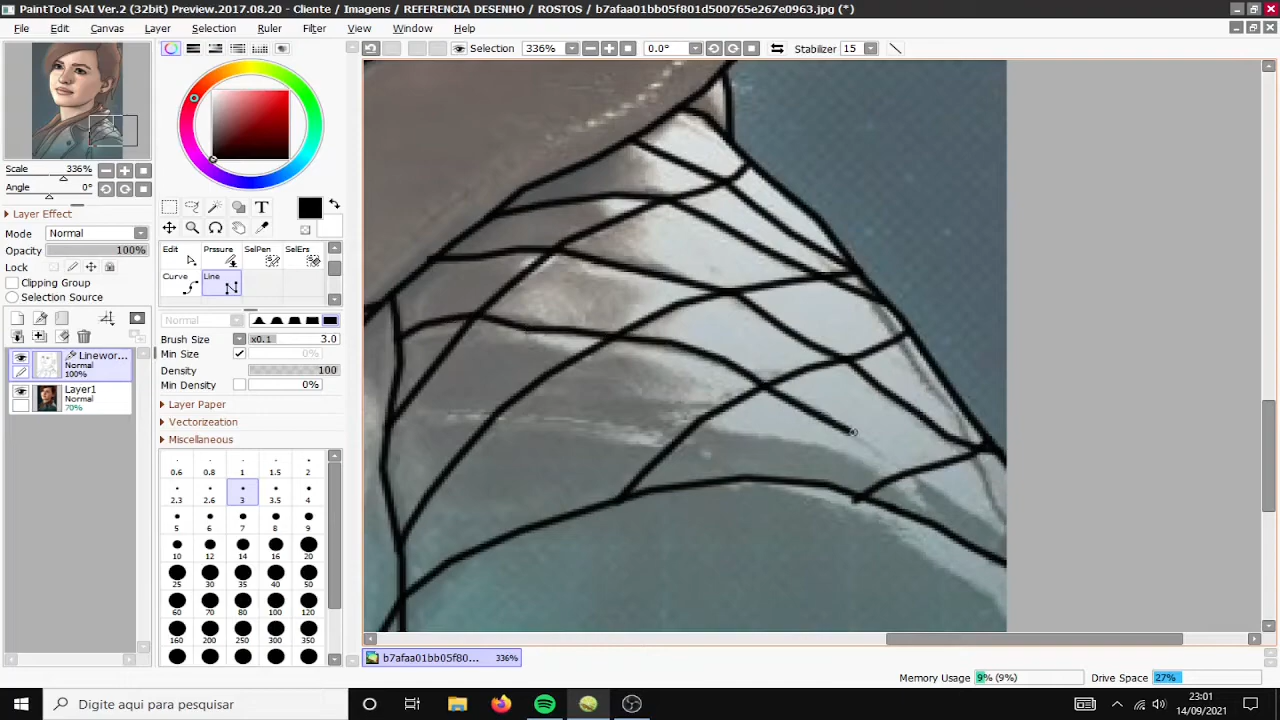 PaintTool SAI Ver.2 (32bit) Preview.2017.08.20 - Cliente / Imagens / REFERENCIA DESENHO / ROSTOS / b7afaa01bb05f801d500765e267e0963.jpg (*)
File Edit Canvas Layer Selection Ruler Filter View Window Help
Selection 336% 0.0° Stabilizer 15
Scale 336%
Angle 0°
Layer Effect
Mode Normal
Opacity 100%
Lock
Clipping Group
Selection Source
Linewor...
Normal
100%
Layer1
Normal
70%
T
Edit Prssure SelPen SelErs
Curve Line
Normal
Brush Size x0.1 3.0
Min Size 0%
Density 100
Min Density 0%
Layer Paper
Vectorizeation
Miscellaneous
0.6 0.8 1 1.5 2
2.3 2.6 3 3.5 4
5 6 7 8 9
10 12 14 16 20
25 30 35 40 50
60 70 80 100 120
160 200 250 300 350
b7afaa01bb05f80... 336%
Memory Usage 9% (9%) Drive Space 27%
Digite aqui para pesquisar
23:01
14/09/2021